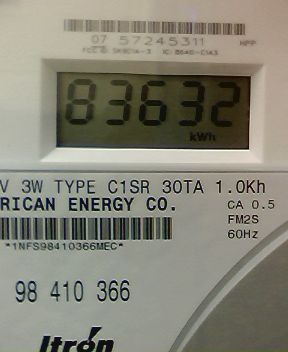 07 57245311 HPP
83632
kWh
V 3W TYPE C1SR 30TA 1.0Kh
RICAN ENERGY CO. CA 0.5
FM2S
*1NFS98410366MEC* 60Hz
98 410 366
Itron